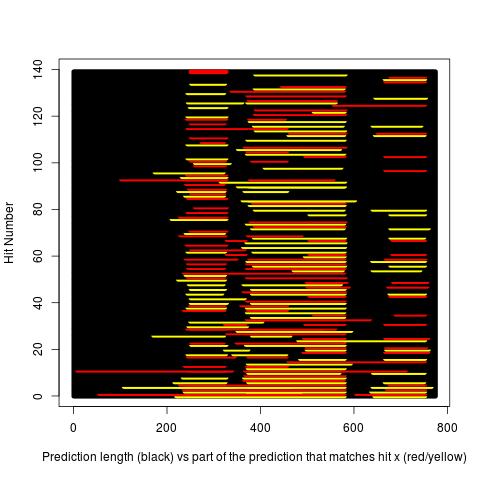 140
120
100
80
60
40
20
0
Hit Number
0 200 400 600 800
Prediction length (black) vs part of the prediction that matches hit x (red/yellow)